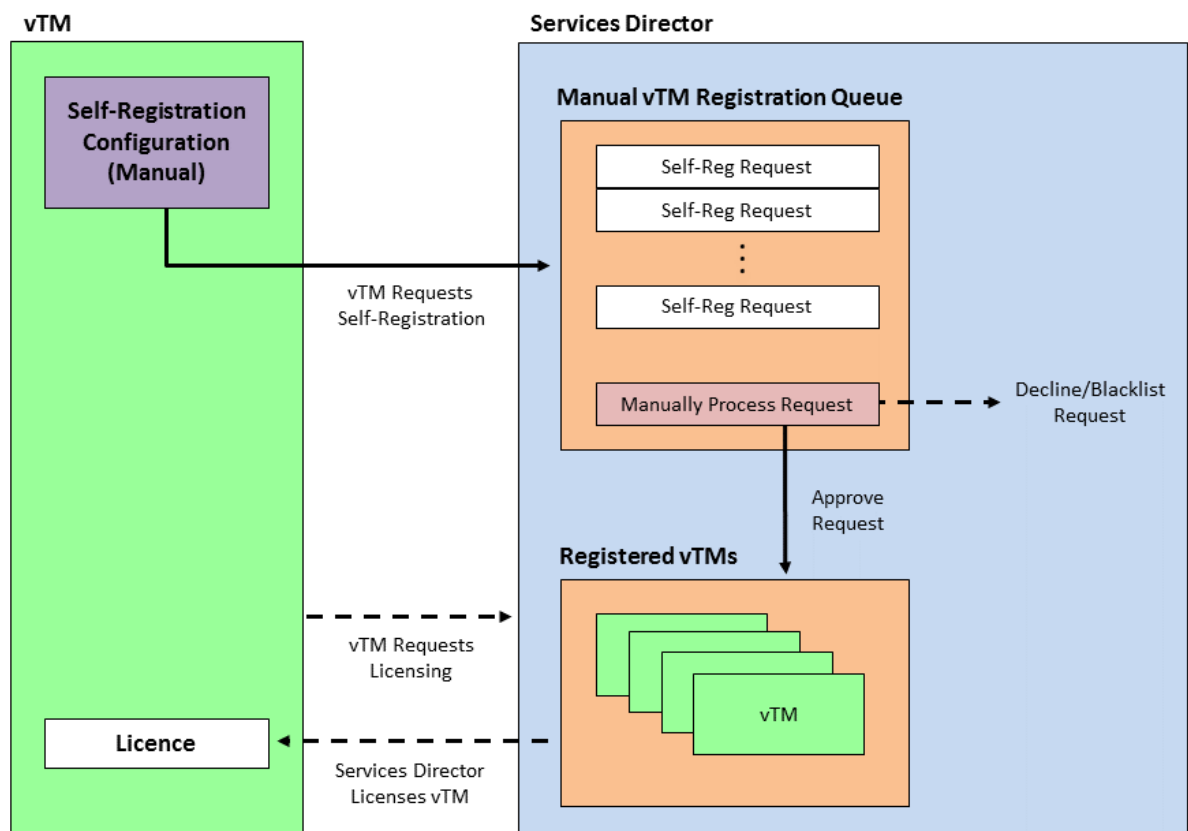 vTM
Services Director
Self-Registration
Configuration
(Manual)
Manual vTM Registration Queue
Self-Reg Request
Self-Reg Request
⋮
Self-Reg Request
vTM Requests
Self-Registration
Manually Process Request
Decline/Blacklist
Request
Approve
Request
Registered vTMs
vTM Requests
Licensing
vTM
Licence
Services Director
Licenses vTM